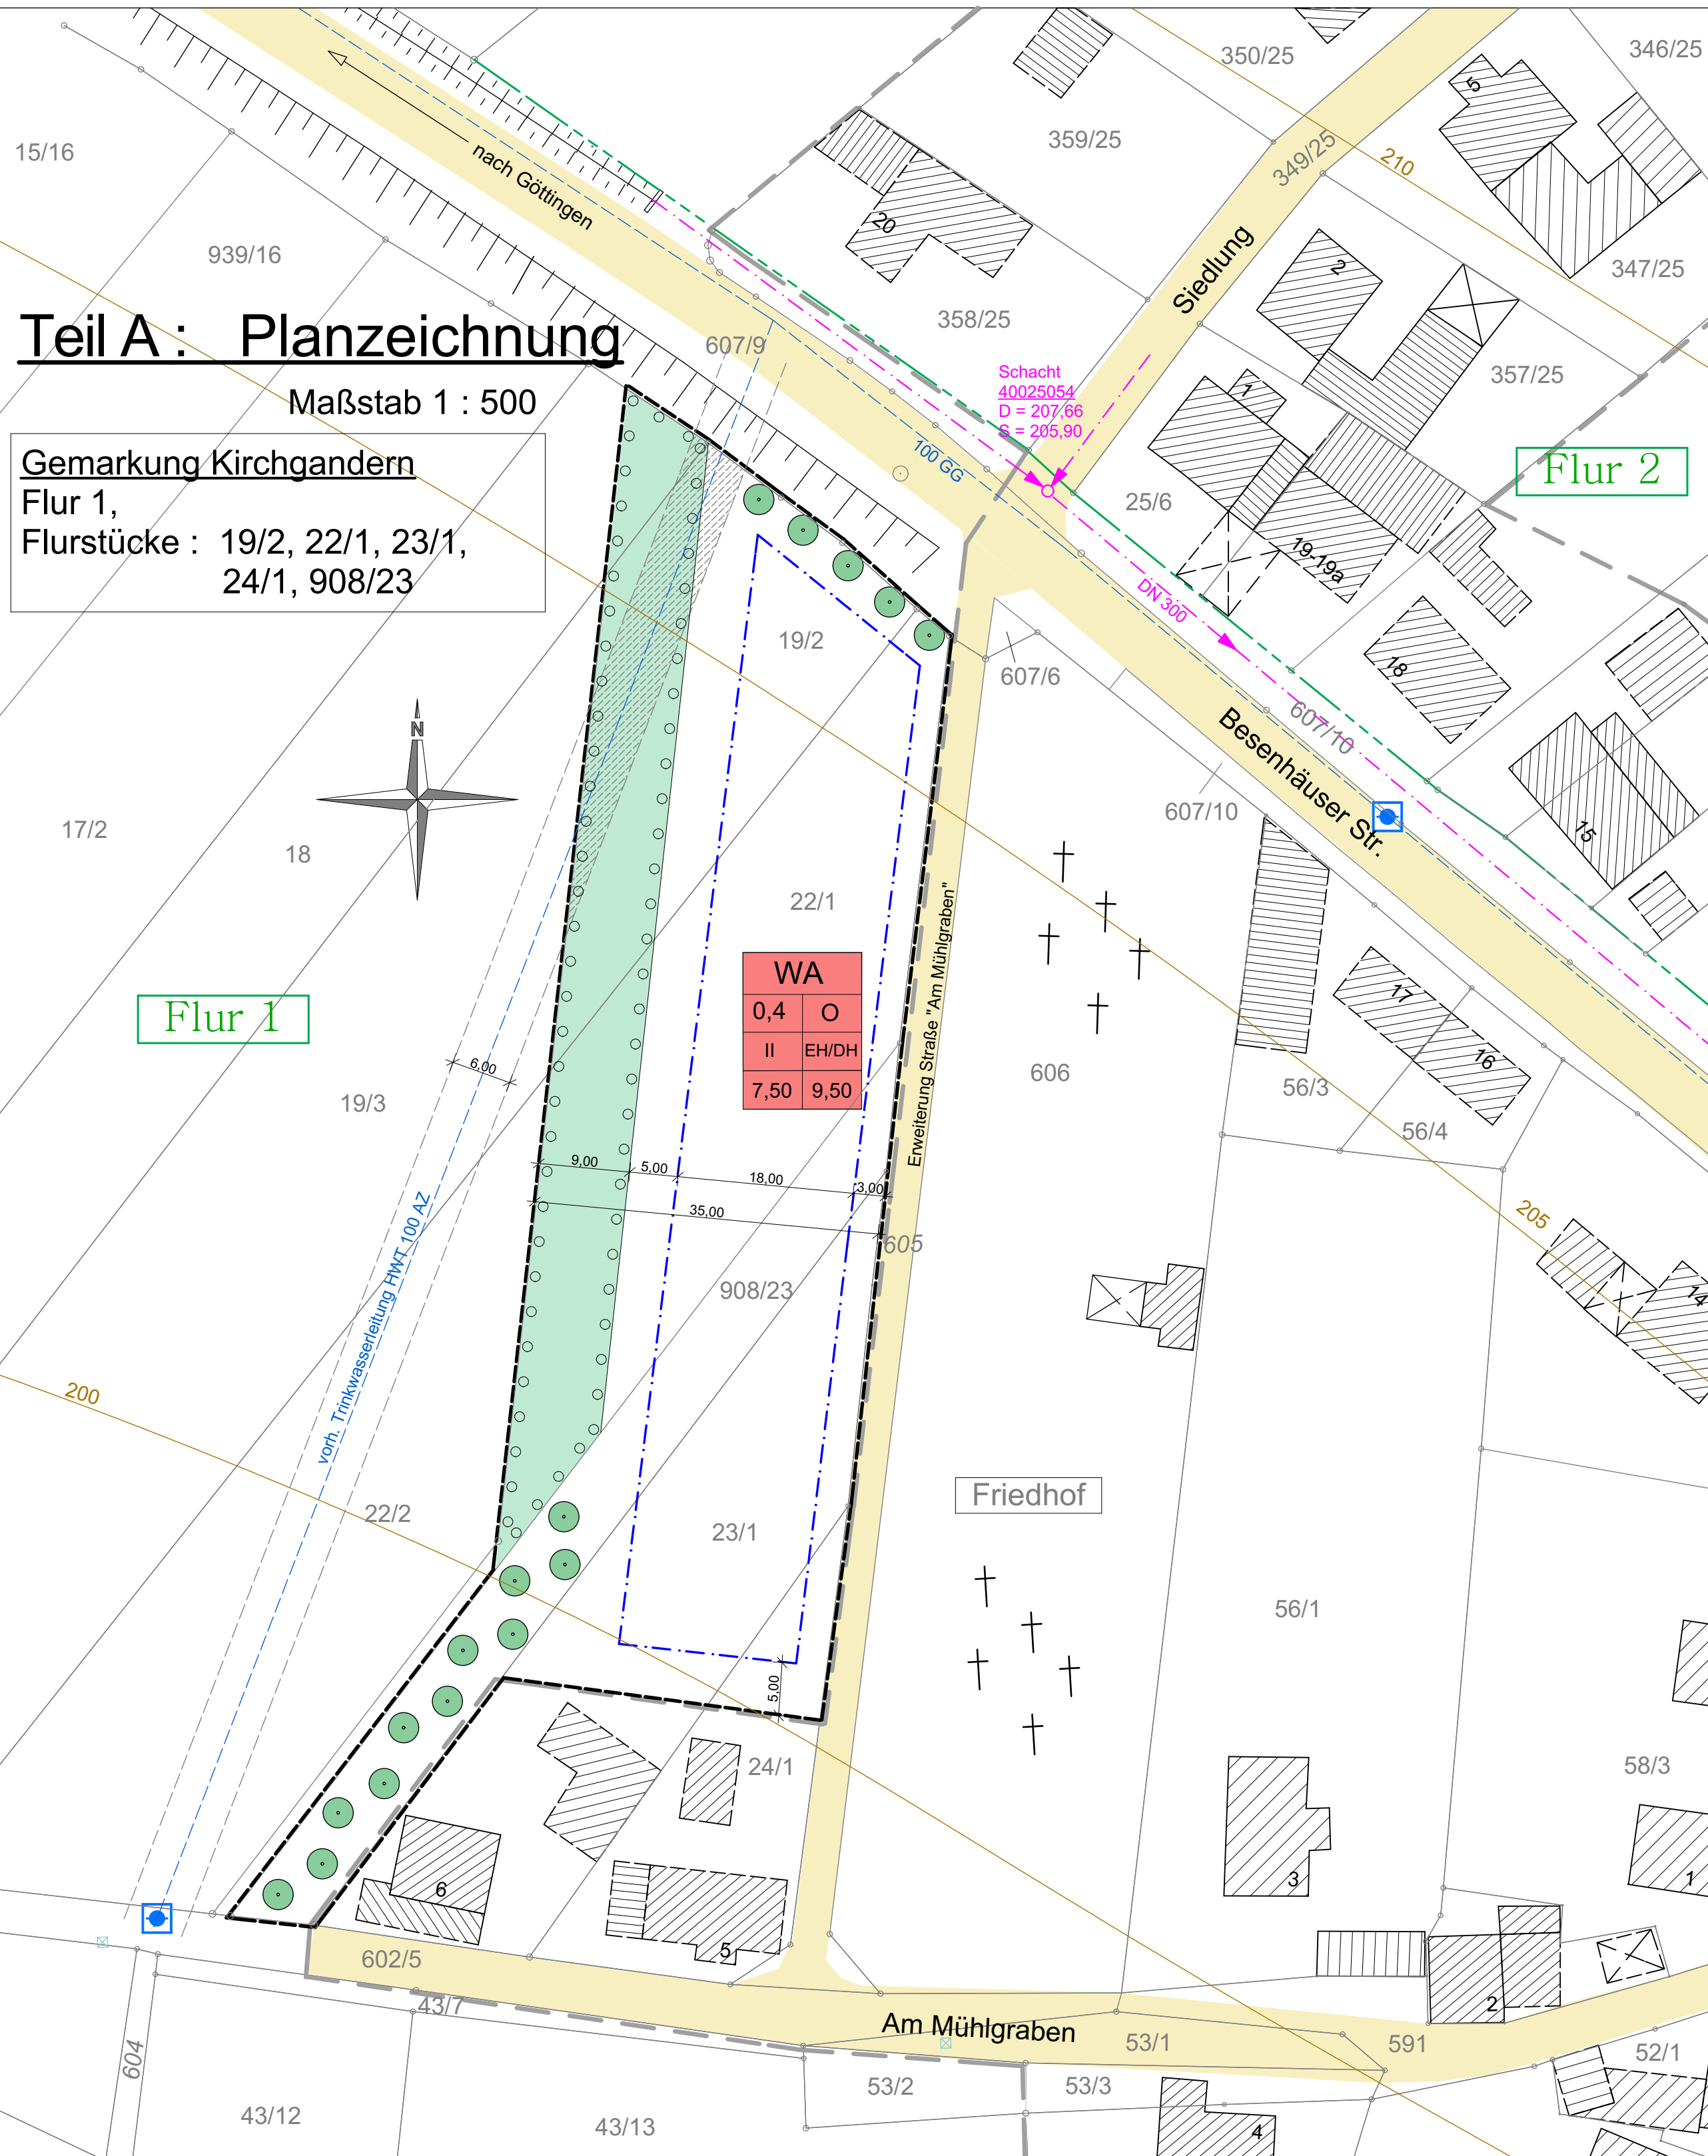 350/25
346/25
5
15/16
359/25
349/25
210
nach Göttingen
20
939/16
Siedlung
2
347/25
358/25
Teil A : Planzeichnung
607/9
Maßstab 1 : 500
Schacht
40025054
D = 207,66
S = 205,90
1
357/25
Gemarkung Kirchgandern
Flur 1,
Flurstücke : 19/2, 22/1, 23/1,
24/1, 908/23
100 GG
25/6
Flur 2
19-19a
DN 300
19/2
607/6
18
N
607/10
Besenhäuser Str.
607/10
17/2
18
15
22/1
Erweiterung Straße "Am Mühlgraben"
WA
0,4 O
II EH/DH
7,50 9,50
17
Flur 1
16
6,00
606
56/3
19/3
56/4
9,00 5,00 18,00 3,00
35,00
vorh. Trinkwasserleitung HWT 100 AZ
605
205
908/23
14
200
Friedhof
22/2
23/1
56/1
5,00
24/1
58/3
6
3
1
5
602/5
43/7
2
Am Mühlgraben
604
53/1
591
52/1
53/2
53/3
43/12
43/13
4